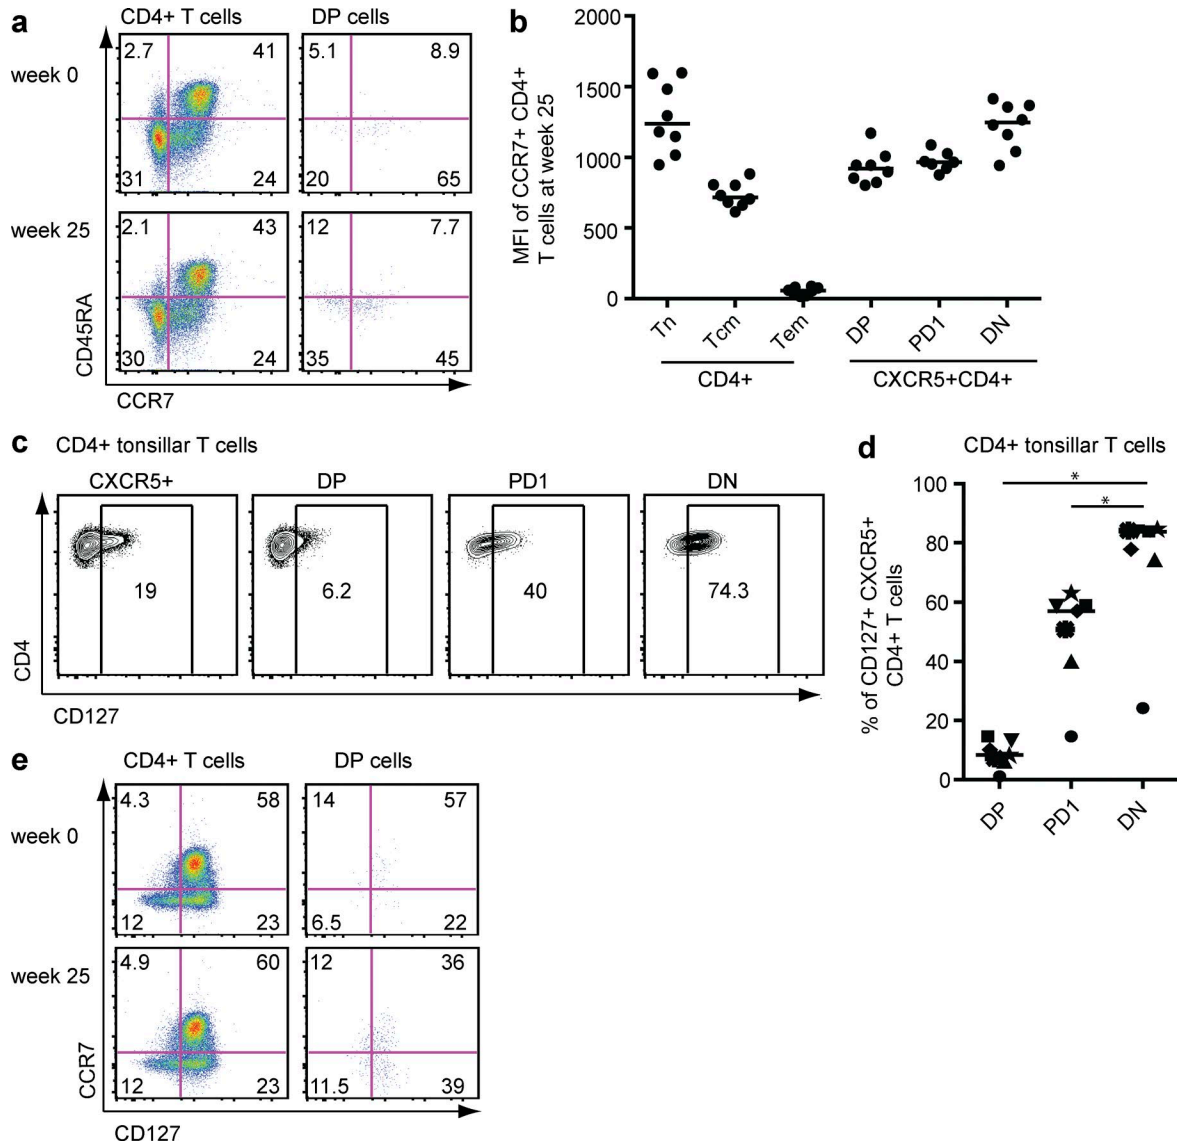 a
CD4+ T cells
DP cells
week 0
2.7
41
5.1
8.9
31
24
20
65
week 25
2.1
43
12
7.7
30
24
35
45
CD45RA
CCR7
b
MFI of CCR7+ CD4+
T cells at week 25
2000
1500
1000
500
0
Tn
Tcm
Tem
DP
PD1
DN
CD4+
CXCR5+CD4+
c
CD4+ tonsillar T cells
CXCR5+
DP
PD1
DN
19
6.2
40
74.3
CD4
CD127
d
CD4+ tonsillar T cells
*
*
% of CD127+ CXCR5+
CD4+ T cells
100
80
60
40
20
0
DP
PD1
DN
e
CD4+ T cells
DP cells
week 0
4.3
58
14
57
12
23
6.5
22
week 25
4.9
60
12
36
12
23
11.5
39
CCR7
CD127